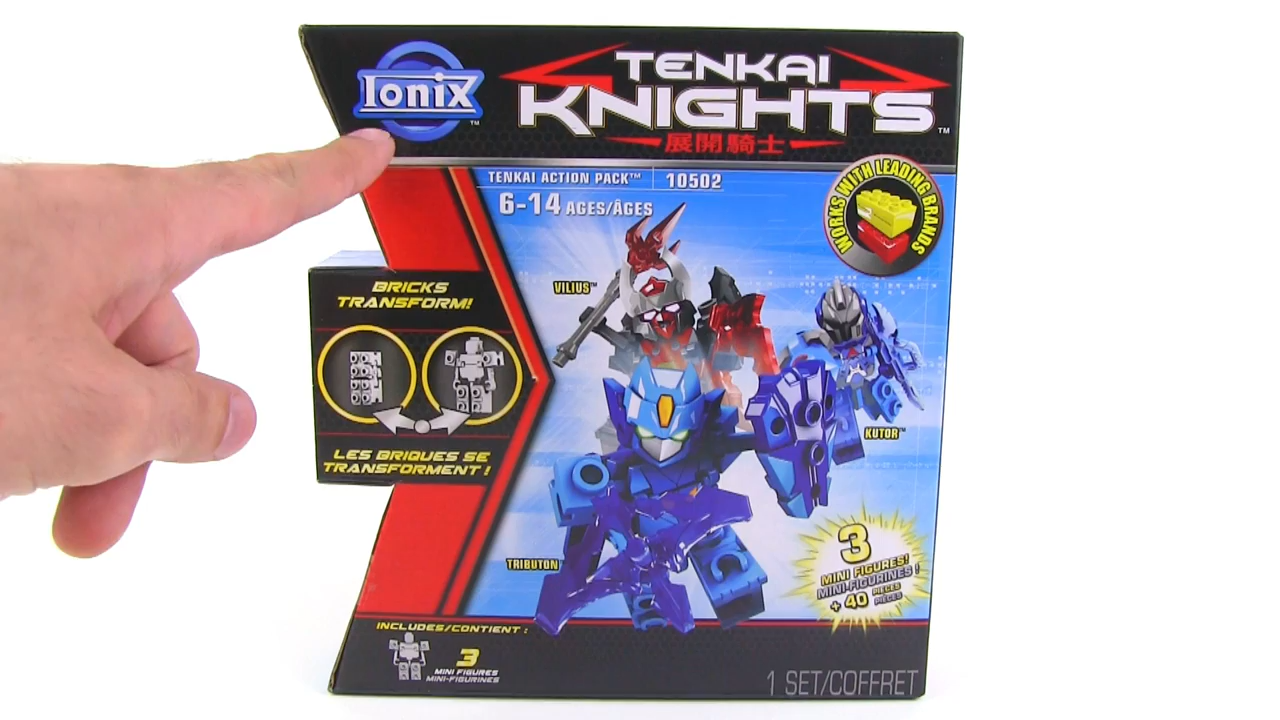 Ionix™
TENKAI
KNIGHTS™
展開騎士
TENKAI ACTION PACK™ 10502
6-14 AGES/ÂGES
WORKS WITH LEADING BRANDS
VILIUS™
BRICKS
TRANSFORM!
KUTOR™
LES BRIQUES SE
TRANSFORMENT !
TRIBUTON
3
MINI FIGURES!
MINI-FIGURINES !
+ 40 PIECES
PIÈCES
INCLUDES/CONTIENT :
3
MINI FIGURES
MINI-FIGURINES
1 SET/COFFRET